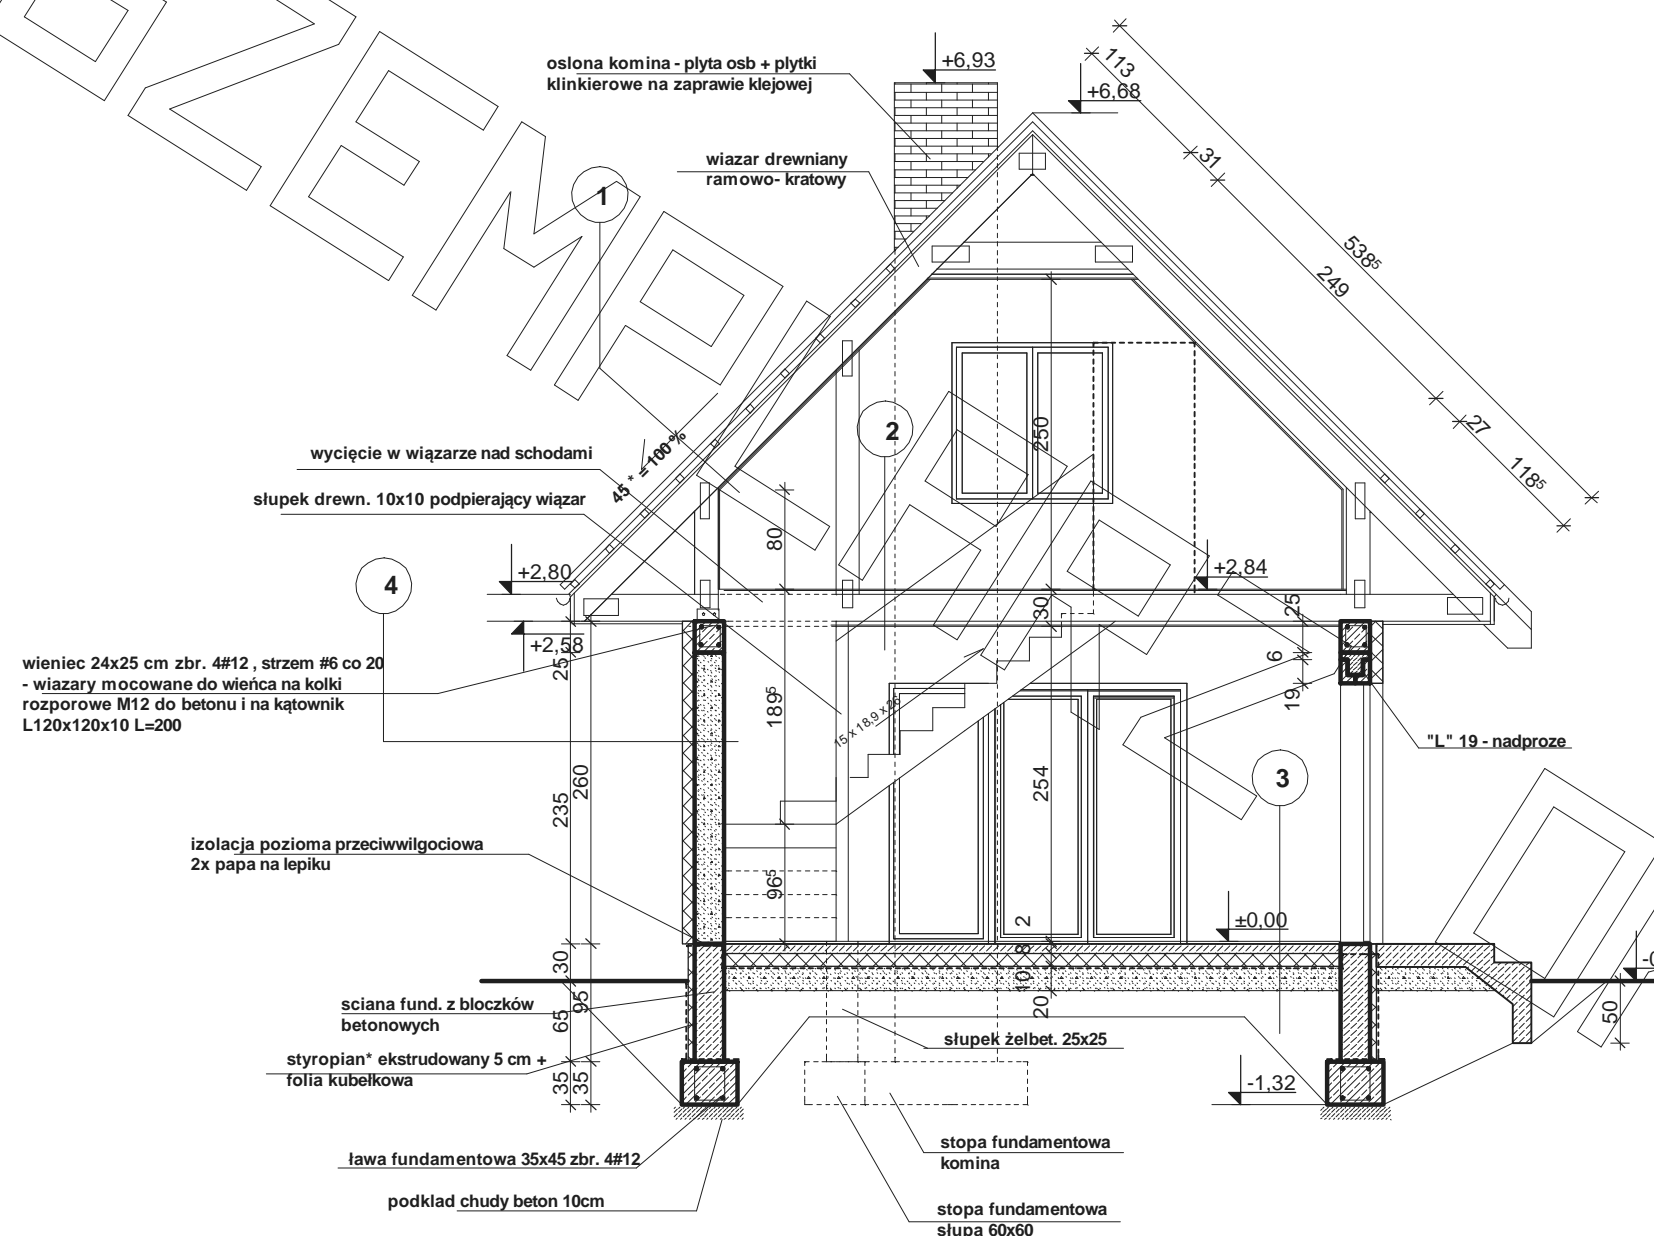 EGZEMPLARZ
oslona komina - plyta osb + plytki
klinkierowe na zaprawie klejowej
+6,93
+6,68
113
31
249
538⁵
27
118⁵
wiazar drewniany
ramowo- kratowy
1
2
45 * = 100 %
250
wycięcie w wiązarze nad schodami
słupek drewn. 10x10 podpierający wiązar
80
4
+2,80
+2,84
30
25
+2,58
25
6
19
wieniec 24x25 cm zbr. 4#12 , strzem #6 co 20
- wiazary mocowane do wieńca na kolki
rozporowe M12 do betonu i na kątownik
L120x120x10 L=200
189⁵
15 x 18,9 x 25
"L" 19 - nadproze
3
254
260
235
izolacja pozioma przeciwwilgociowa
2x papa na lepiku
96⁵
2
±0,00
8
10
20
30
95
65
50
sciana fund. z bloczków
betonowych
słupek żelbet. 25x25
styropian* ekstrudowany 5 cm +
folia kubełkowa
35
35
-1,32
ława fundamentowa 35x45 zbr. 4#12
stopa fundamentowa
komina
podklad chudy beton 10cm
stopa fundamentowa
słupa 60x60